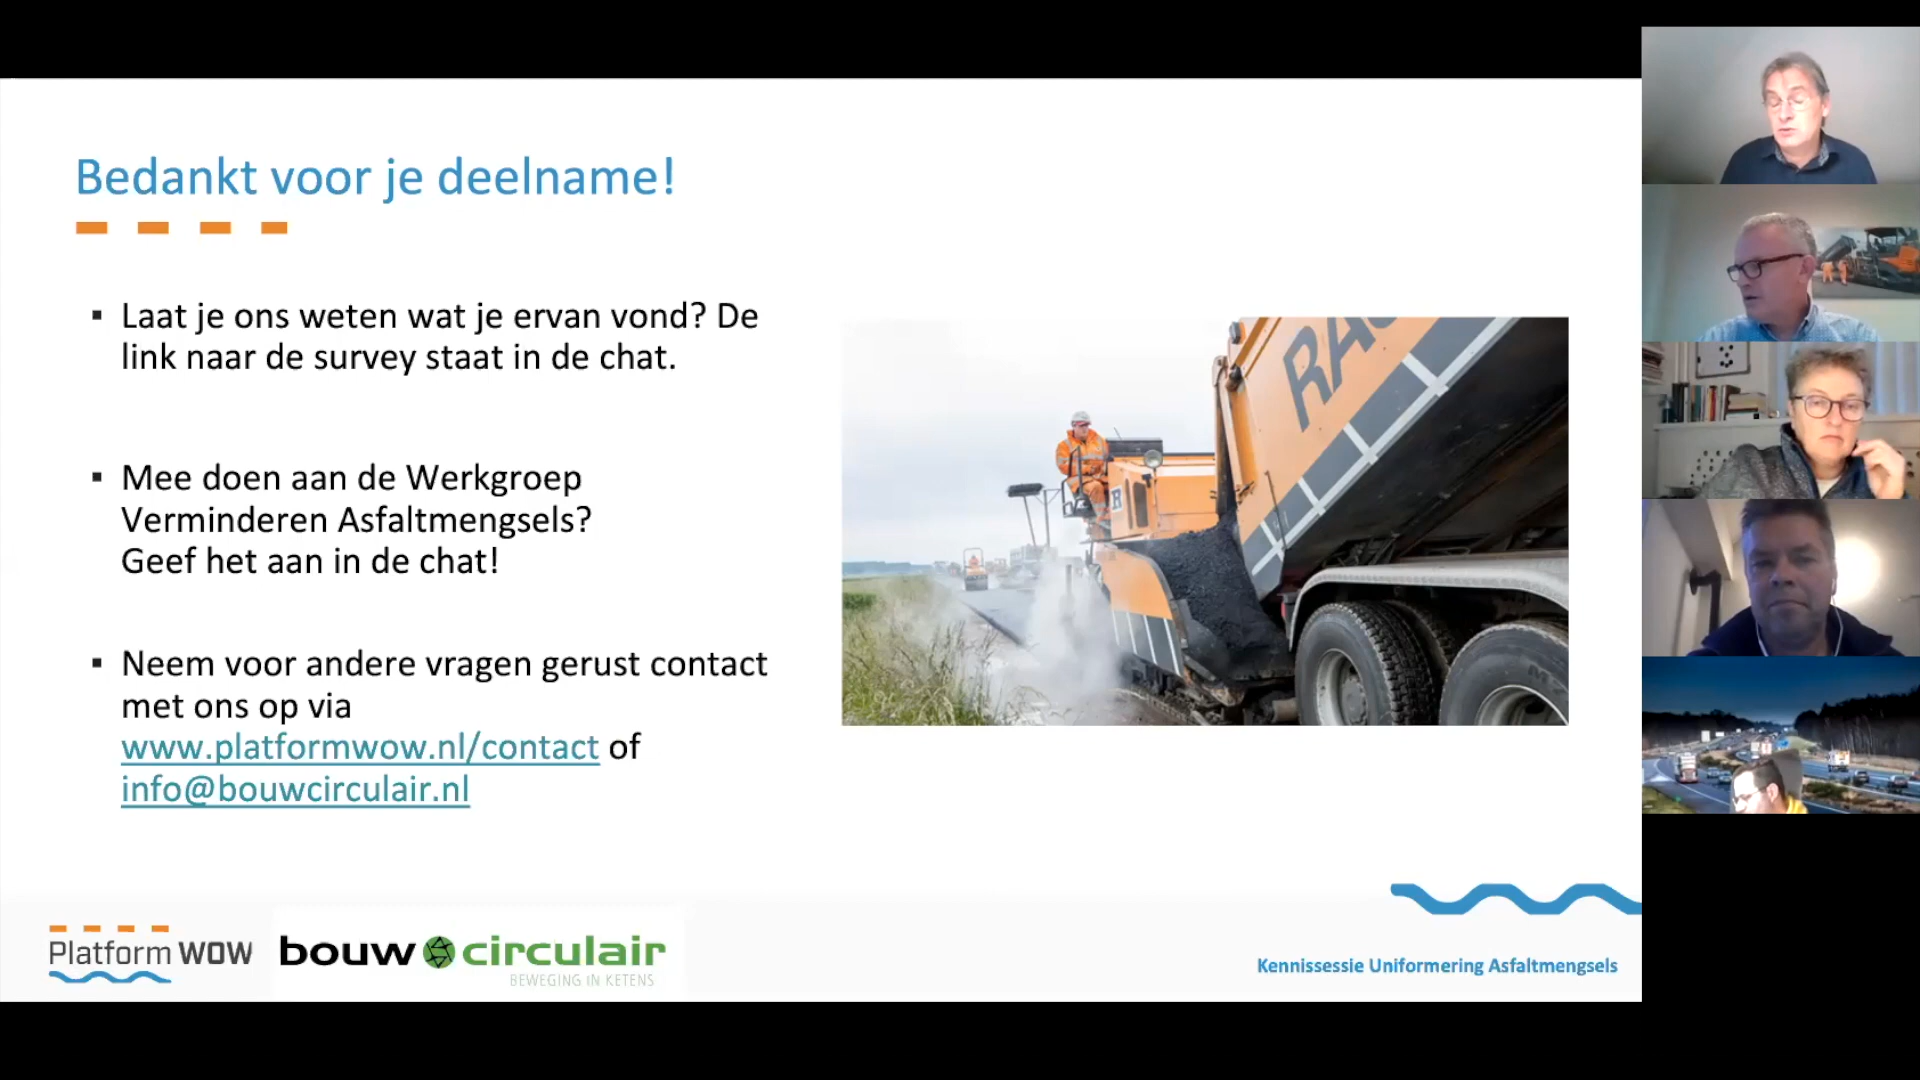 Bedankt voor je deelname!
▪ Laat je ons weten wat je ervan vond? De
link naar de survey staat in de chat.
▪ Mee doen aan de Werkgroep
Verminderen Asfaltmengsels?
Geef het aan in de chat!
▪ Neem voor andere vragen gerust contact
met ons op via
www.platformwow.nl/contact of
info@bouwcirculair.nl
Platform WOW
bouw circulair
BEWEGING IN KETENS
Kennissessie Uniformering Asfaltmengsels